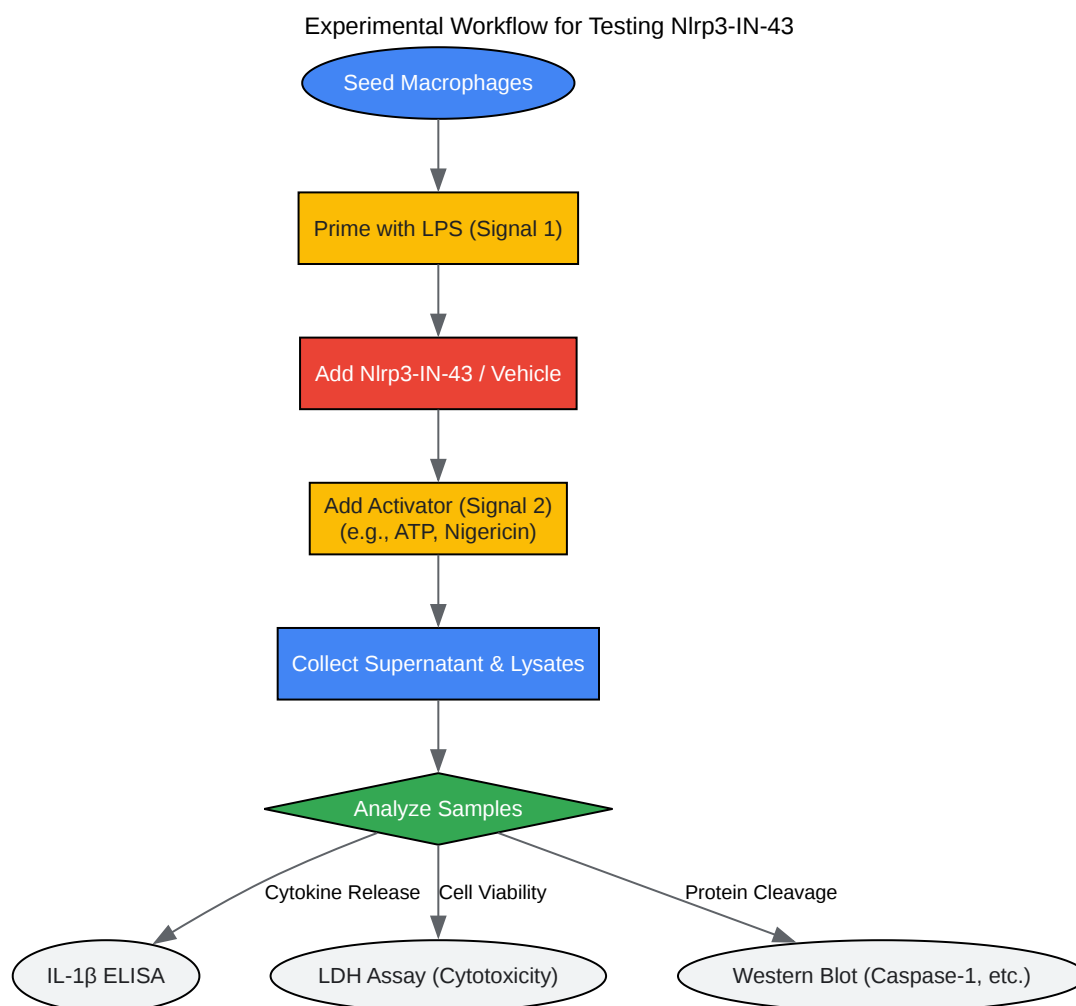 Experimental Workflow for Testing Nlrp3-IN-43
Seed Macrophages
Prime with LPS (Signal 1)
Add Nlrp3-IN-43 / Vehicle
Add Activator (Signal 2)
(e.g., ATP, Nigericin)
Collect Supernatant & Lysates
Analyze Samples
Cytokine Release
Cell Viability
Protein Cleavage
IL-1β ELISA
LDH Assay (Cytotoxicity)
Western Blot (Caspase-1, etc.)